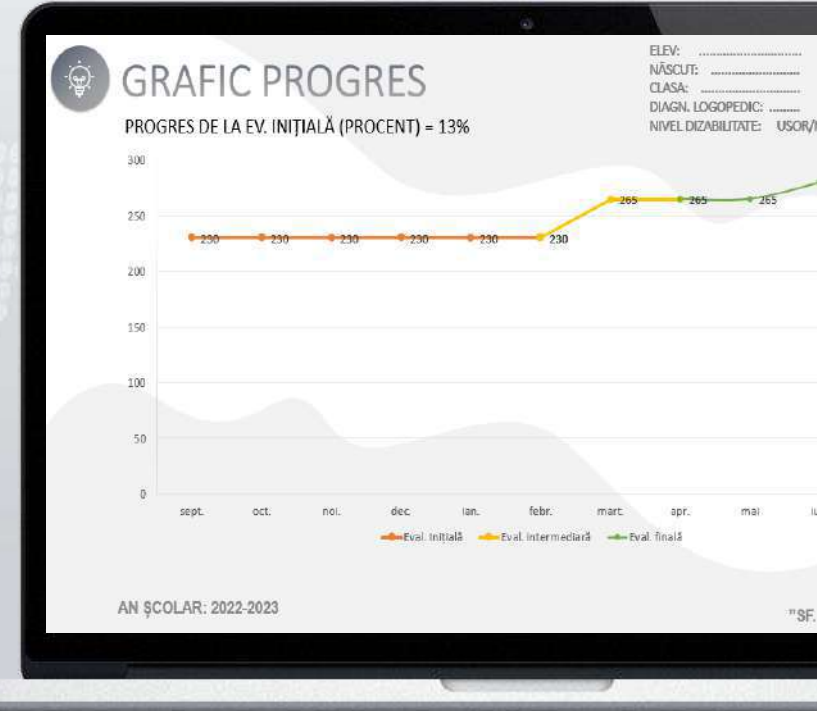 GRAFIC PROGRES
PROGRES DE LA EV. INIȚIALĂ (PROCENT) = 13%
ELEV: ................................
NĂSCUT: ............................
CLASA: ...............................
DIAGN. LOGOPEDIC: .........
NIVEL DIZABILITATE: USOR/
300
250
200
150
100
50
0
230 230 230 230 230 230 265 265 265
sept. oct. noi. dec. ian. febr. mart. apr. mai
Eval. Inițială Eval. intermediară Eval. finală
AN ȘCOLAR: 2022-2023
"SF.